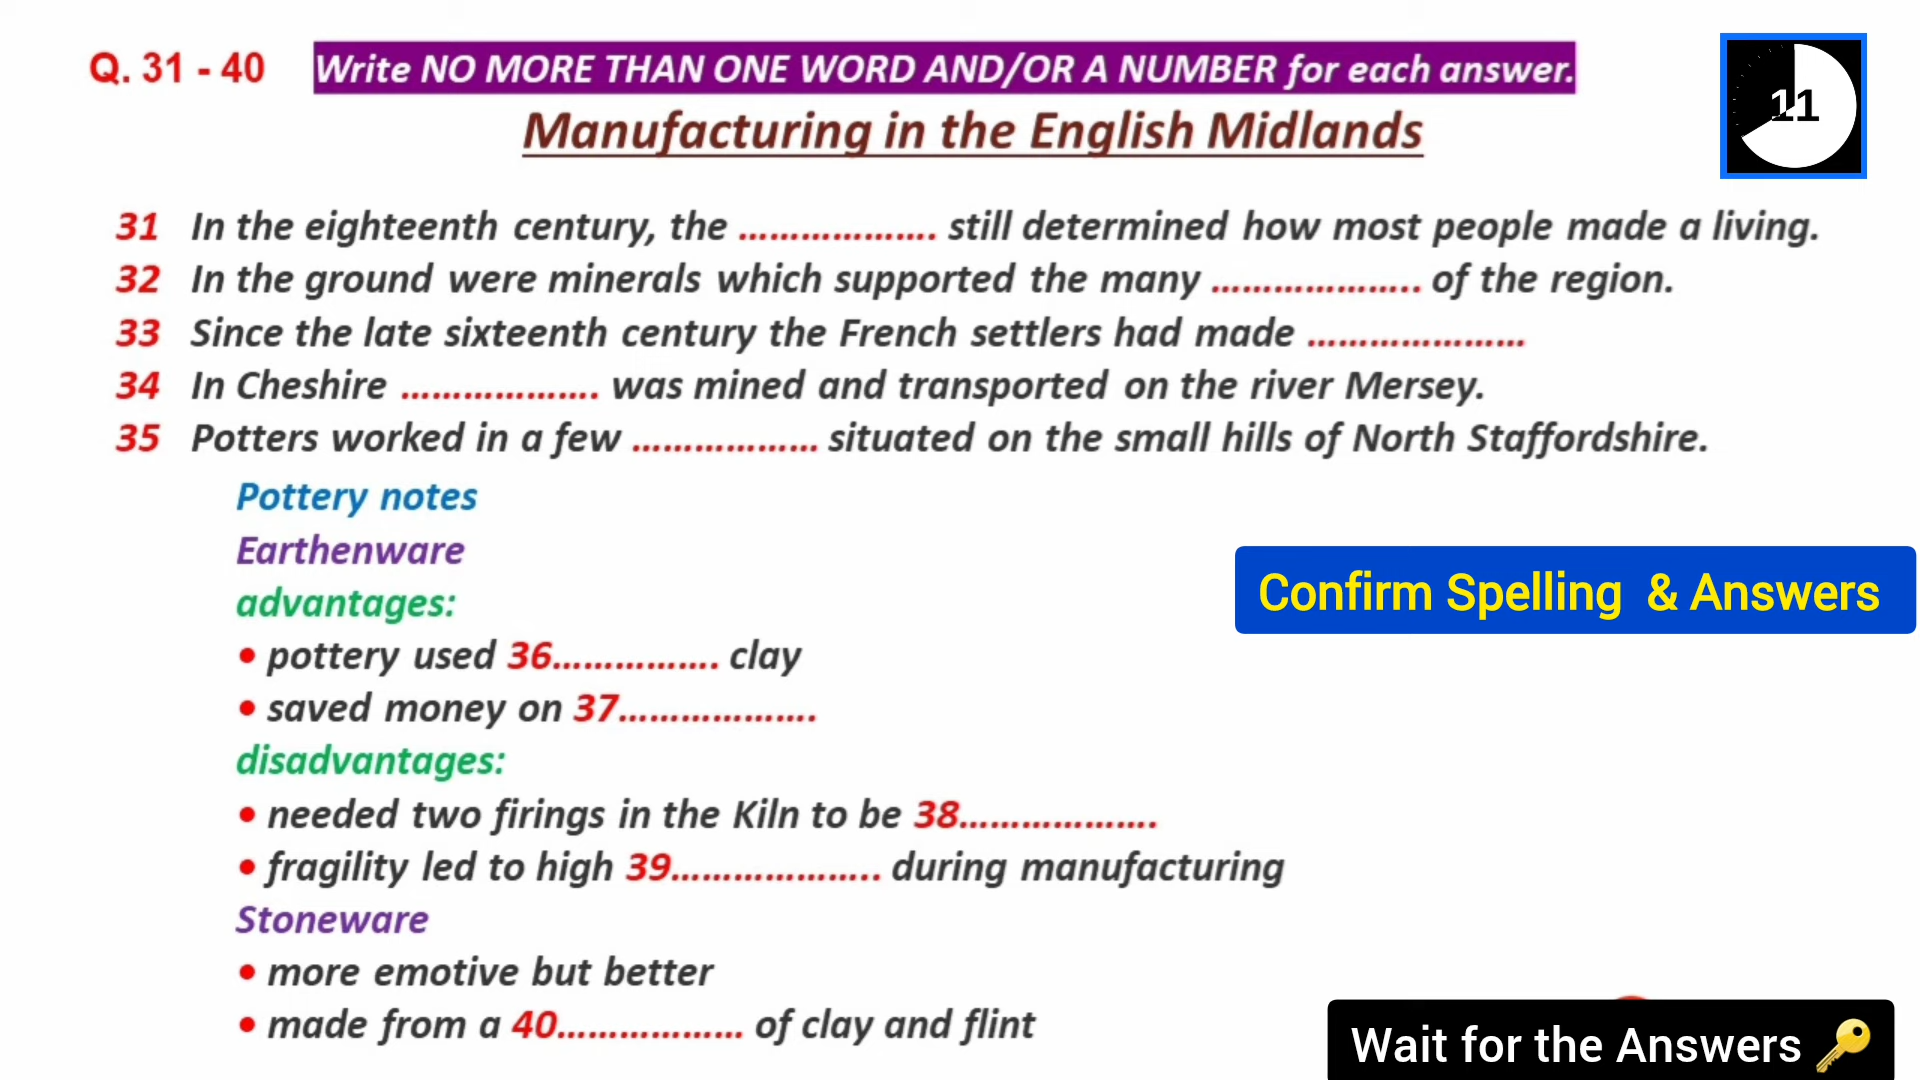 Q. 31 - 40 Write NO MORE THAN ONE WORD AND/OR A NUMBER for each answer.
11
Manufacturing in the English Midlands
31 In the eighteenth century, the ………………. still determined how most people made a living.
32 In the ground were minerals which supported the many ……………….. of the region.
33 Since the late sixteenth century the French settlers had made …………………
34 In Cheshire ………………. was mined and transported on the river Mersey.
35 Potters worked in a few ……………… situated on the small hills of North Staffordshire.
Pottery notes
Earthenware
advantages:
• pottery used 36……………. clay
• saved money on 37……………….
disadvantages:
• needed two firings in the Kiln to be 38……………….
• fragility led to high 39……………….. during manufacturing
Stoneware
• more emotive but better
• made from a 40……………… of clay and flint
Confirm Spelling & Answers
Wait for the Answers